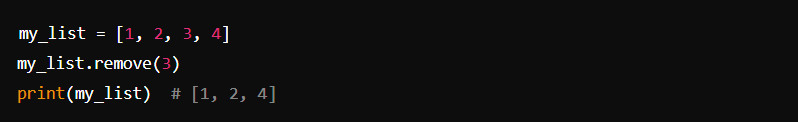 my_list = [1, 2, 3, 4]
my_list.remove(3)
print(my_list)  # [1, 2, 4]